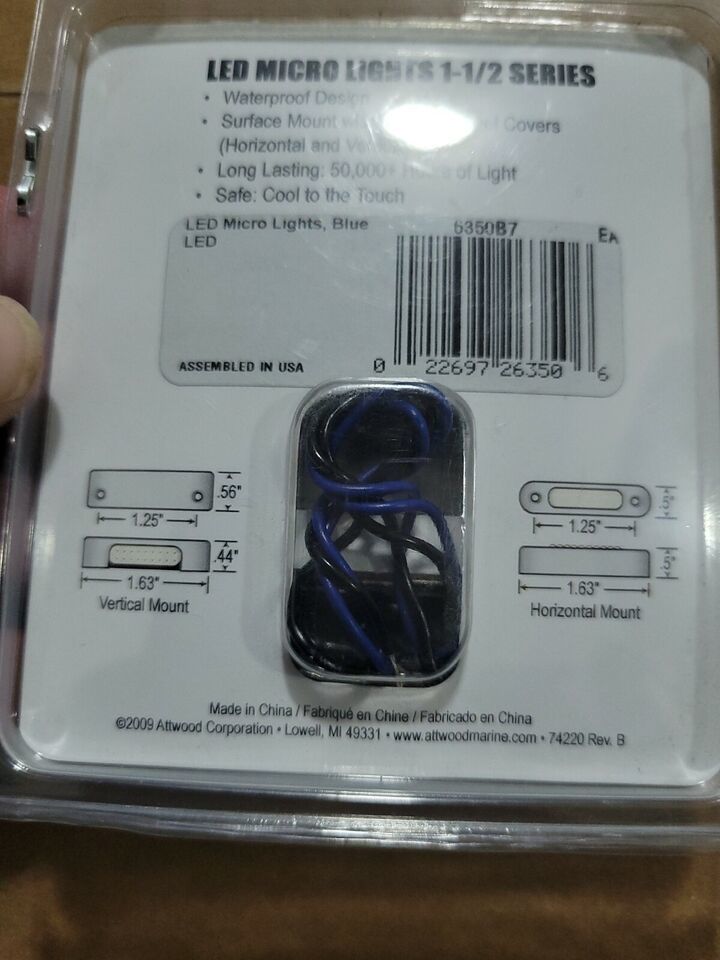 LED MICRO LIGHTS 1-1/2 SERIES
• Waterproof Design
• Surface Mount Covers
(Horizontal and
• Long Lasting: 50,000+ Hours of Light
• Safe: Cool to the Touch
LED Micro Lights, Blue
LED
6350B7
EA
ASSEMBLED IN USA
0 22697 26350 6
.56"
1.25"
.44"
1.63"
Vertical Mount
.5"
1.25"
.5"
1.63"
Horizontal Mount
Made in China / Fabriqué en Chine / Fabricado en China
©2009 Attwood Corporation • Lowell, MI 49331 • www.attwoodmarine.com • 74220 Rev. B